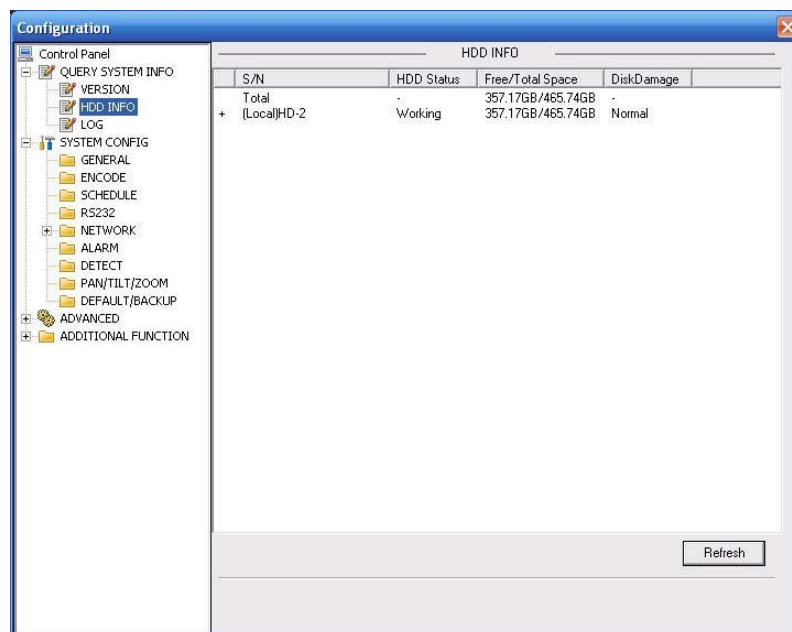 Configuration
Control Panel
QUERY SYSTEM INFO
VERSION
HDD INFO
LOG
SYSTEM CONFIG
GENERAL
ENCODE
SCHEDULE
RS232
NETWORK
ALARM
DETECT
PAN/TILT/ZOOM
DEFAULT/BACKUP
ADVANCED
ADDITIONAL FUNCTION
HDD INFO
S/N HDD Status Free/Total Space DiskDamage
Total - 357.17GB/465.74GB -
+ (Local)HD-2 Working 357.17GB/465.74GB Normal
Refresh